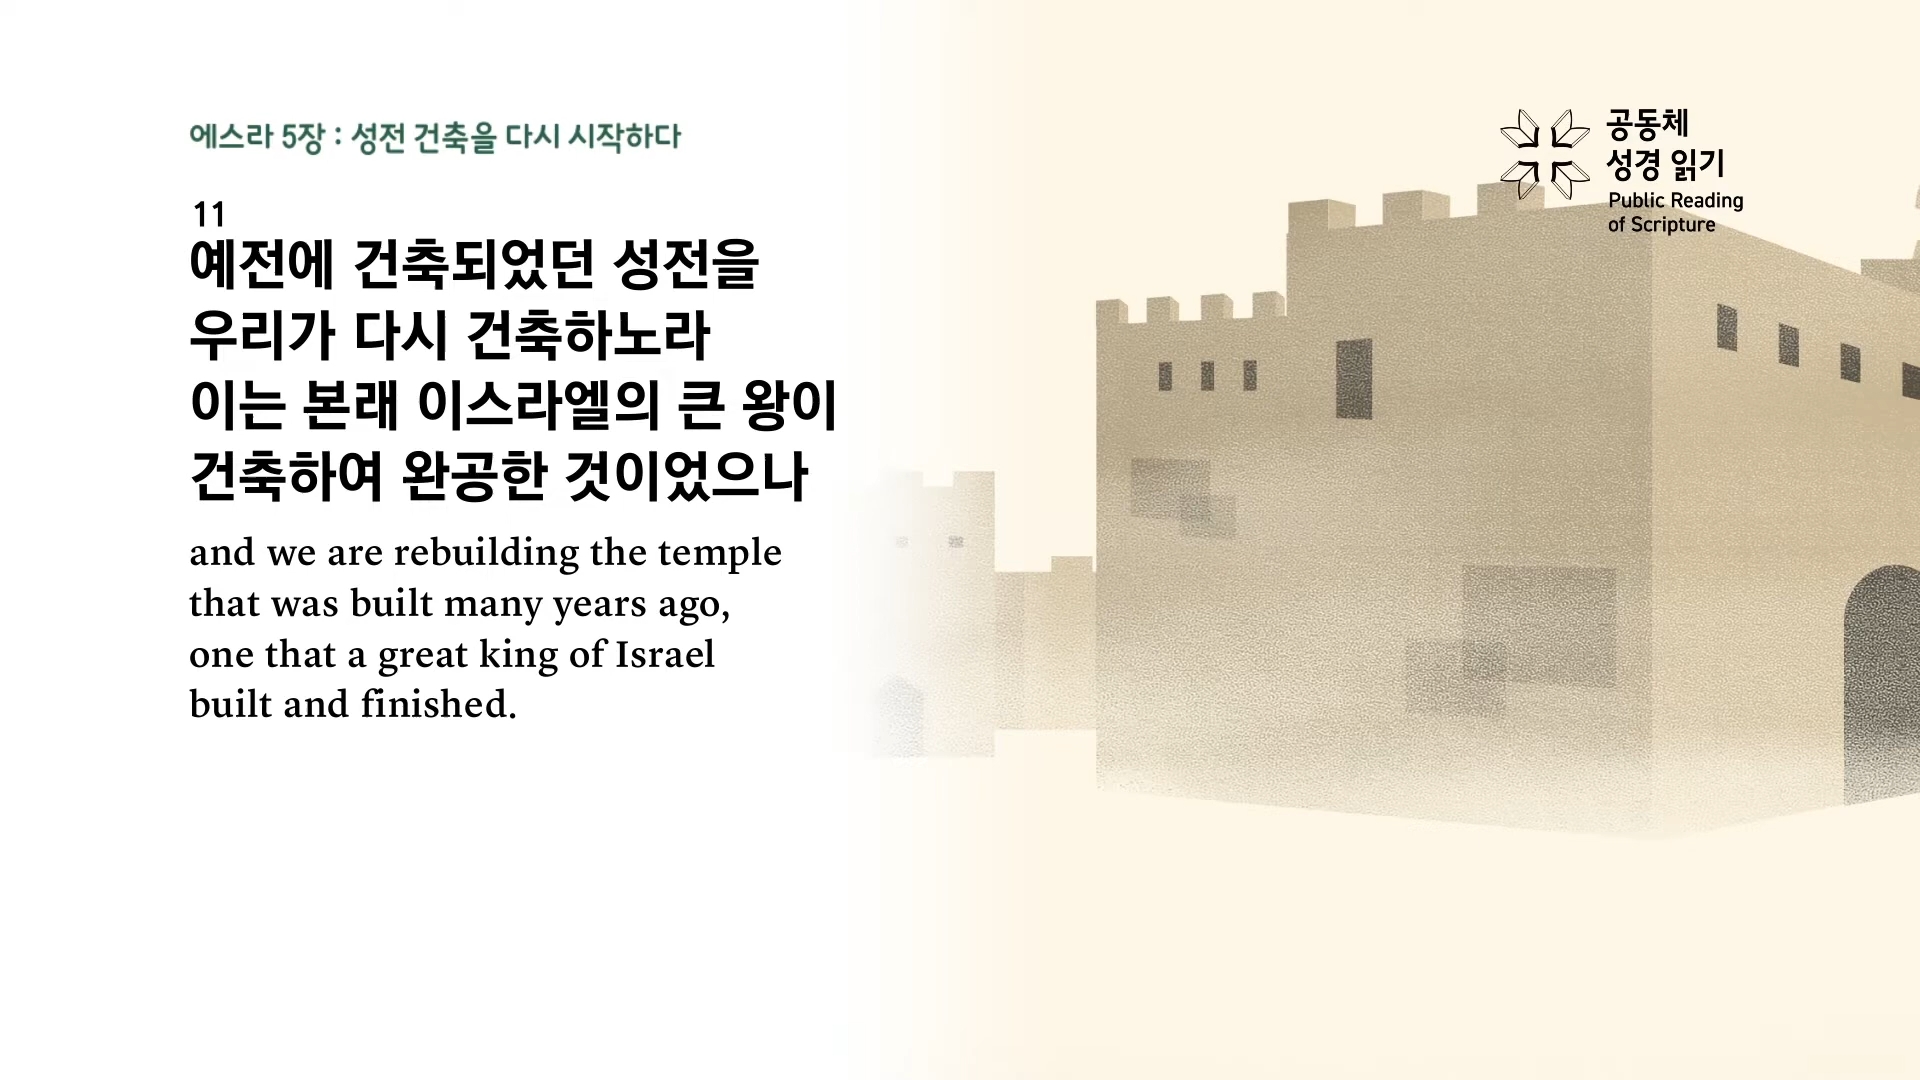 에스라 5장 : 성전 건축을 다시 시작하다
11
예전에 건축되었던 성전을
우리가 다시 건축하노라
이는 본래 이스라엘의 큰 왕이
건축하여 완공한 것이었으나
and we are rebuilding the temple
that was built many years ago,
one that a great king of Israel
built and finished.
공동체
성경 읽기
Public Reading
of Scripture